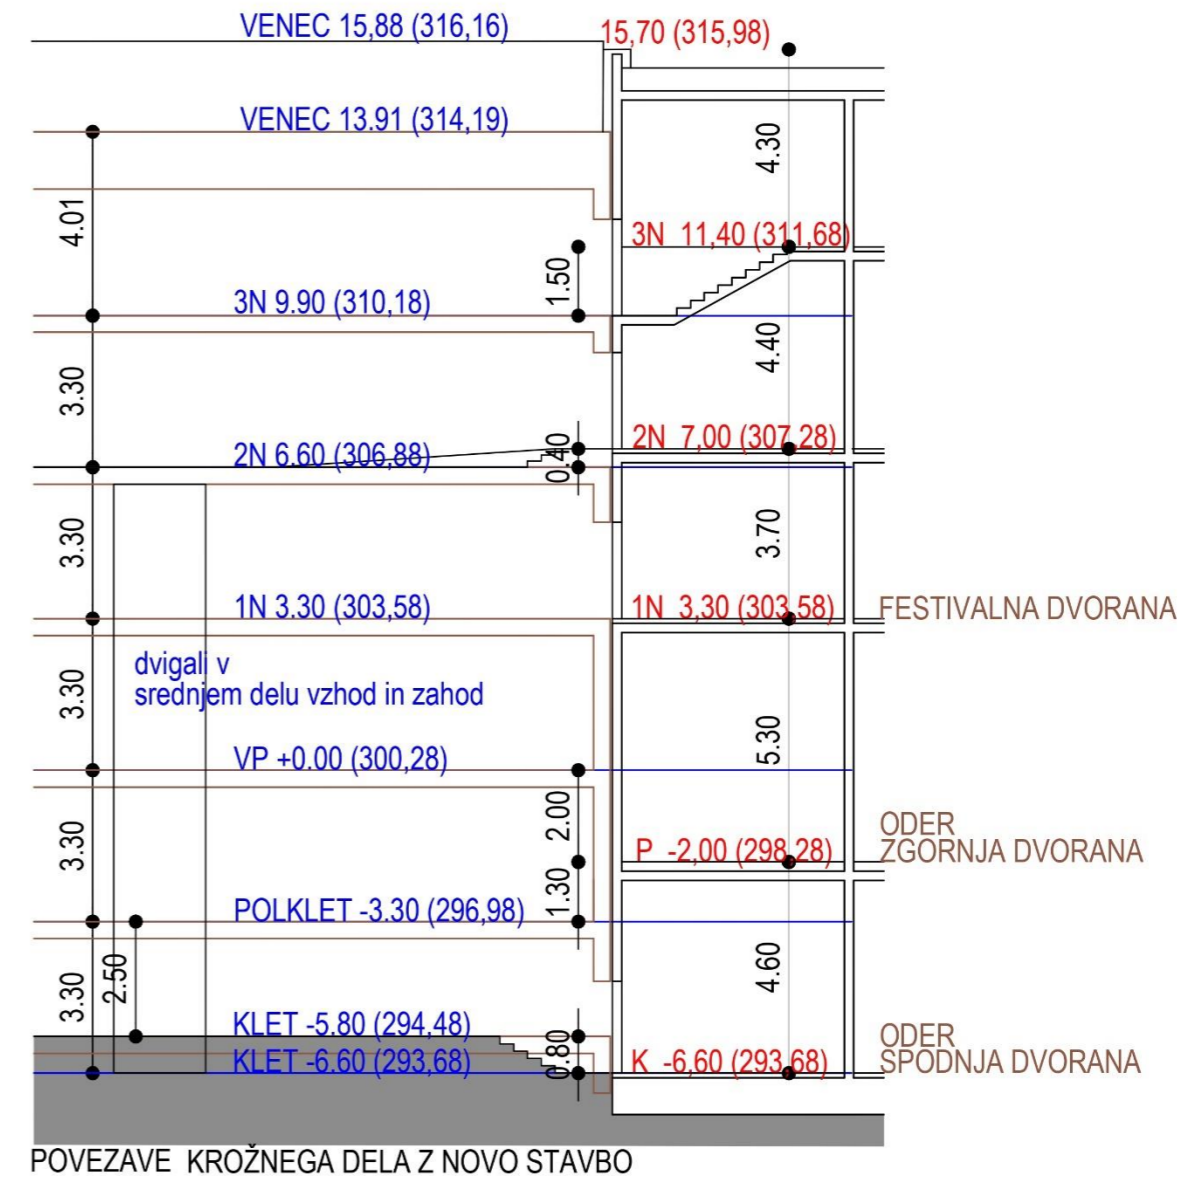 VENEC 15,88 (316,16)
15,70 (315,98)
VENEC 13.91 (314,19)
4.30
4.01
3N 11,40 (311,68)
1.50
3N 9.90 (310,18)
4.40
3.30
2N 7,00 (307,28)
2N 6,60 (306,88)
0.40
3.30
3.70
1N 3.30 (303,58)
1N 3,30 (303,58)
FESTIVALNA DVORANA
dvigali v
srednjem delu vzhod in zahod
3.30
5.30
VP +0.00 (300,28)
2.00
3.30
P -2,00 (298,28)
ODER
ZGORNJA DVORANA
1.30
POLKLET -3.30 (296,98)
4.60
3.30
2.50
KLET -5.80 (294,48)
KLET -6.60 (293,68)
0.80
K -6,60 (293,68)
ODER
SPODNJA DVORANA
POVEZAVE KROŽNEGA DELA Z NOVO STAVBO